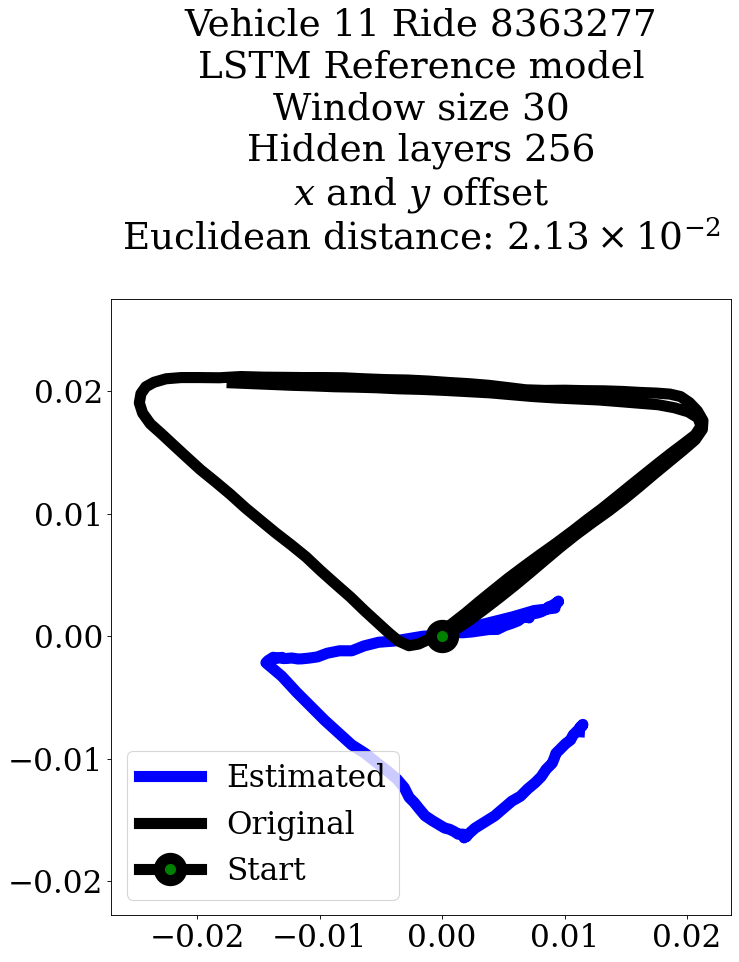 Vehicle 11 Ride 8363277
LSTM Reference model
Window size 30
Hidden layers 256
x and y offset
Euclidean distance: 2.13 × 10⁻²
0.02
0.01
0.00
−0.01
−0.02
Estimated
Original
Start
−0.02 −0.01 0.00 0.01 0.02